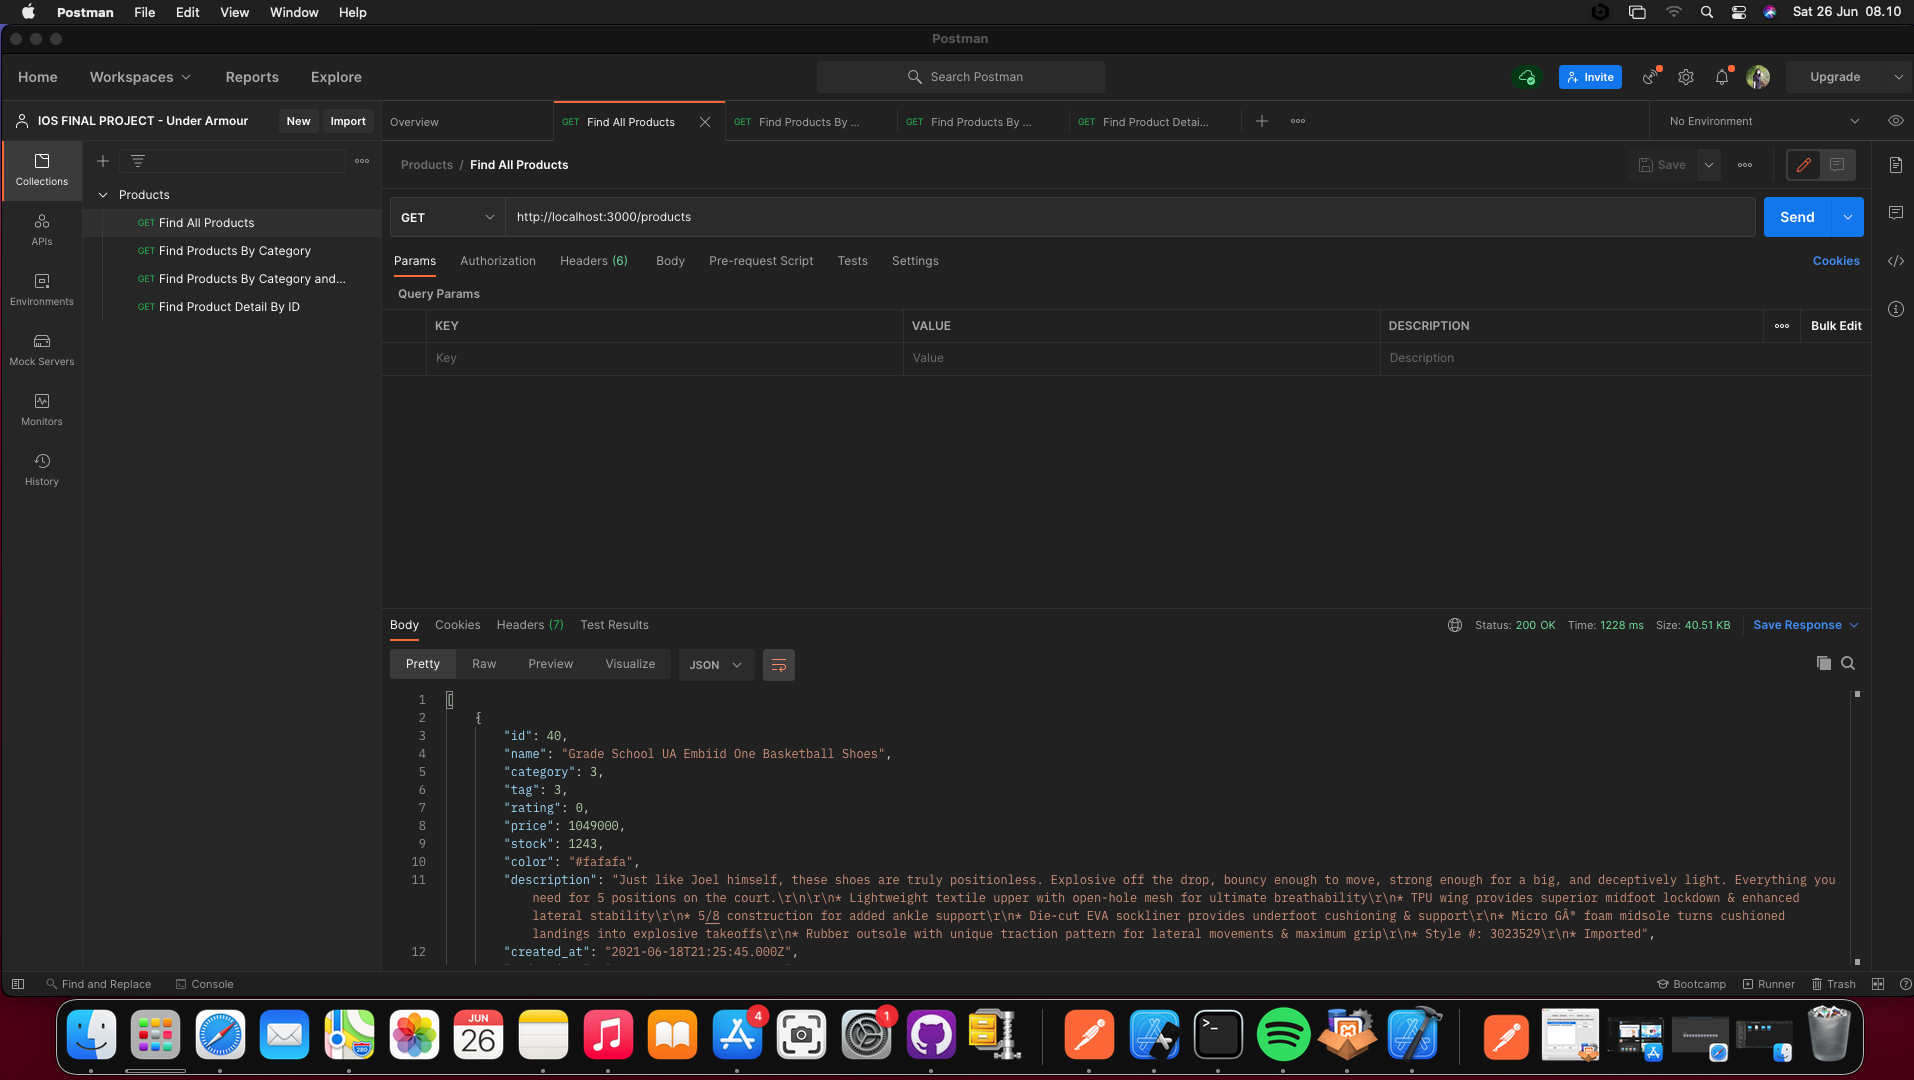 Postman File Edit View Window Help Sat 26 Jun 08.10
Postman
Home Workspaces Reports Explore Search Postman Invite Upgrade
IOS FINAL PROJECT - Under Armour New Import
Overview GET Find All Products GET Find Products By ... GET Find Products By ... GET Find Product Detai... No Environment
Collections
APIs
Environments
Mock Servers
Monitors
History
Products
GET Find All Products
GET Find Products By Category
GET Find Products By Category and...
GET Find Product Detail By ID
Products / Find All Products Save
GET http://localhost:3000/products Send
Params Authorization Headers (6) Body Pre-request Script Tests Settings Cookies
Query Params
KEY VALUE DESCRIPTION Bulk Edit
Key Value Description
Body Cookies Headers (7) Test Results Status: 200 OK Time: 1228 ms Size: 40.51 KB Save Response
Pretty Raw Preview Visualize JSON
1 [
2 {
3 "id": 40,
4 "name": "Grade School UA Embiid One Basketball Shoes",
5 "category": 3,
6 "tag": 3,
7 "rating": 0,
8 "price": 1049000,
9 "stock": 1243,
10 "color": "#fafafa",
11 "description": "Just like Joel himself, these shoes are truly positionless. Explosive off the drop, bouncy enough to move, strong enough for a big, and deceptively light. Everything you
need for 5 positions on the court.\r\n\r\n* Lightweight textile upper with open-hole mesh for ultimate breathability\r\n* TPU wing provides superior midfoot lockdown & enhanced
lateral stability\r\n* 5/8 construction for added ankle support\r\n* Die-cut EVA sockliner provides underfoot cushioning & support\r\n* Micro GÂ® foam midsole turns cushioned
landings into explosive takeoffs\r\n* Rubber outsole with unique traction pattern for lateral movements & maximum grip\r\n* Style #: 3023529\r\n* Imported",
12 "created_at": "2021-06-18T21:25:45.000Z",
Find and Replace Console Bootcamp Runner Trash
JUN
26
4
1
280